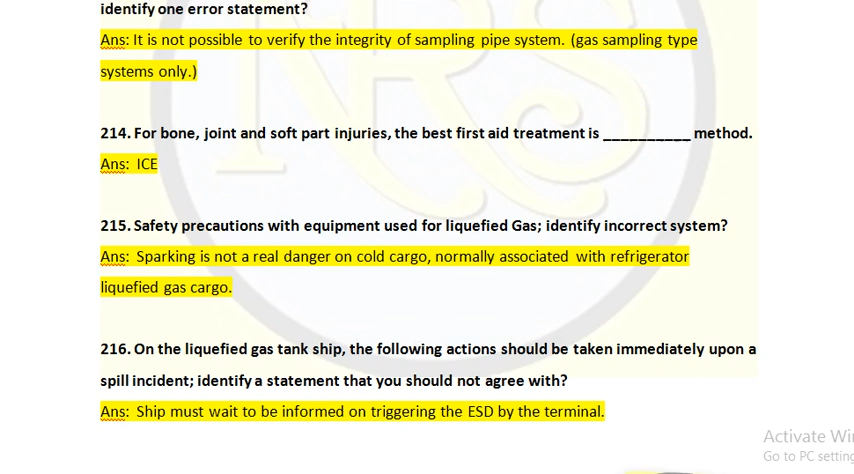 identify one error statement?
Ans: It is not possible to verify the integrity of sampling pipe system. (gas sampling type
systems only.)
214. For bone, joint and soft part injuries, the best first aid treatment is __________ method.
Ans: ICE
215. Safety precautions with equipment used for liquefied Gas; identify incorrect system?
Ans: Sparking is not a real danger on cold cargo, normally associated with refrigerator
liquefied gas cargo.
216. On the liquefied gas tank ship, the following actions should be taken immediately upon a
spill incident; identify a statement that you should not agree with?
Ans: Ship must wait to be informed on triggering the ESD by the terminal.
NRS
Activate Wi
Go to PC setting